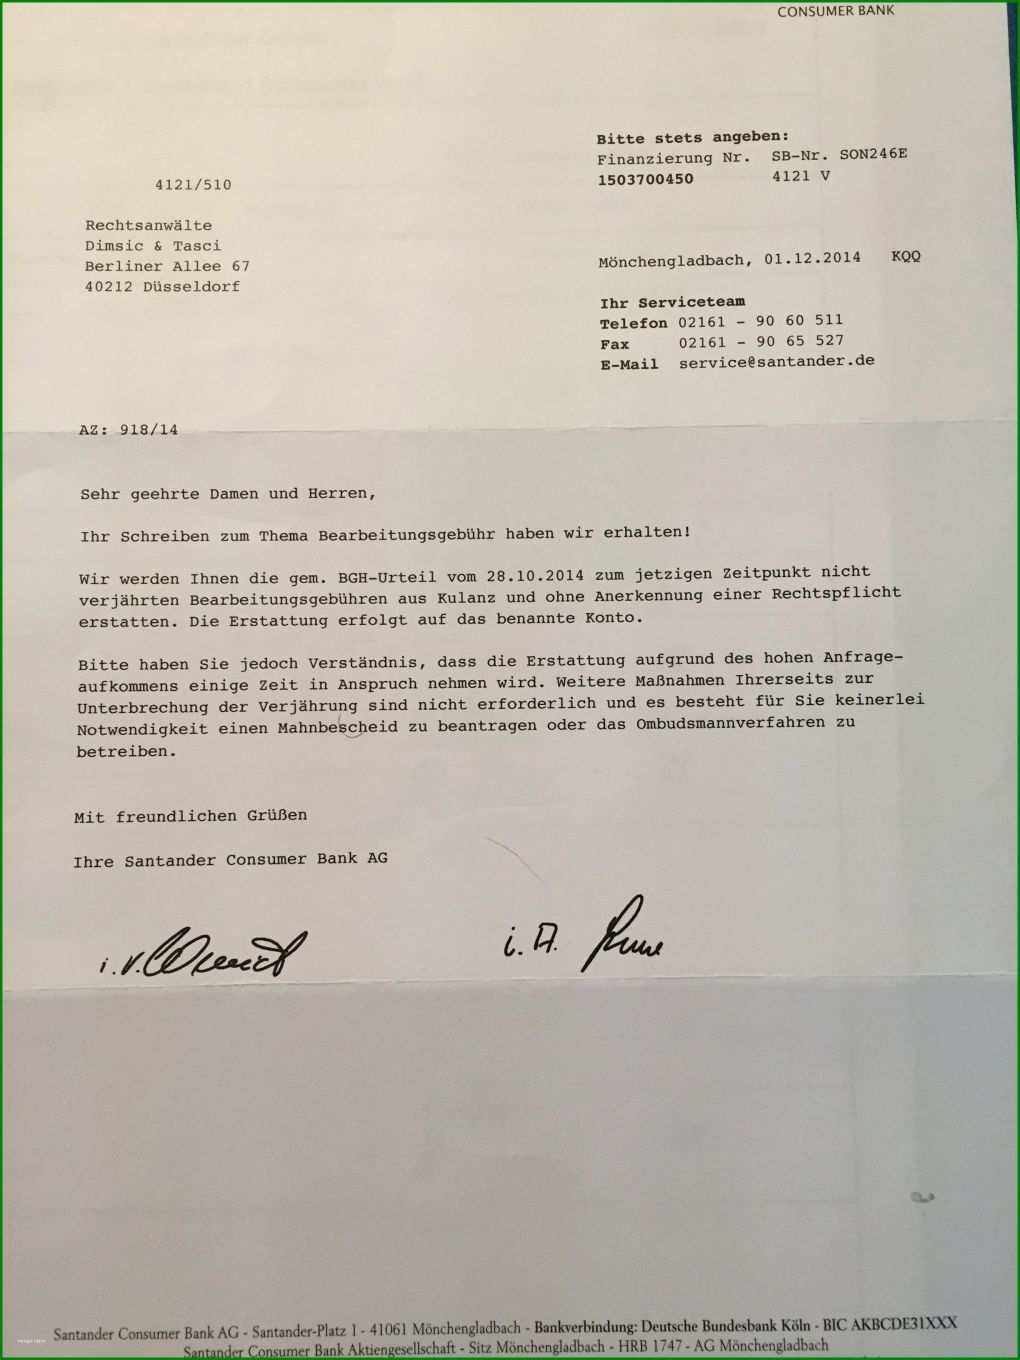 CONSUMER BANK
Bitte stets angeben:
Finanzierung Nr. SB-Nr. SON246E
1503700450 4121 V
4121/510
Rechtsanwälte
Dimsic & Tasci
Berliner Allee 67
40212 Düsseldorf
Mönchengladbach, 01.12.2014 KQQ
Ihr Serviceteam
Telefon 02161 - 90 60 511
Fax 02161 - 90 65 527
E-Mail service@santander.de
AZ: 918/14
Sehr geehrte Damen und Herren,
Ihr Schreiben zum Thema Bearbeitungsgebühr haben wir erhalten!
Wir werden Ihnen die gem. BGH-Urteil vom 28.10.2014 zum jetzigen Zeitpunkt nicht
verjährten Bearbeitungsgebühren aus Kulanz und ohne Anerkennung einer Rechtspflicht
erstatten. Die Erstattung erfolgt auf das benannte Konto.
Bitte haben Sie jedoch Verständnis, dass die Erstattung aufgrund des hohen Anfrage-
aufkommens einige Zeit in Anspruch nehmen wird. Weitere Maßnahmen Ihrerseits zur
Unterbrechung der Verjährung sind nicht erforderlich und es besteht für Sie keinerlei
Notwendigkeit einen Mahnbescheid zu beantragen oder das Ombudsmannverfahren zu
betreiben.
Mit freundlichen Grüßen
Ihre Santander Consumer Bank AG
i.V. i.A.
Santander Consumer Bank AG - Santander-Platz 1 - 41061 Mönchengladbach - Bankverbindung: Deutsche Bundesbank Köln - BIC AKBCDE31XXX
Santander Consumer Bank Aktiengesellschaft - Sitz Mönchengladbach - HRB 1747 - AG Mönchengladbach